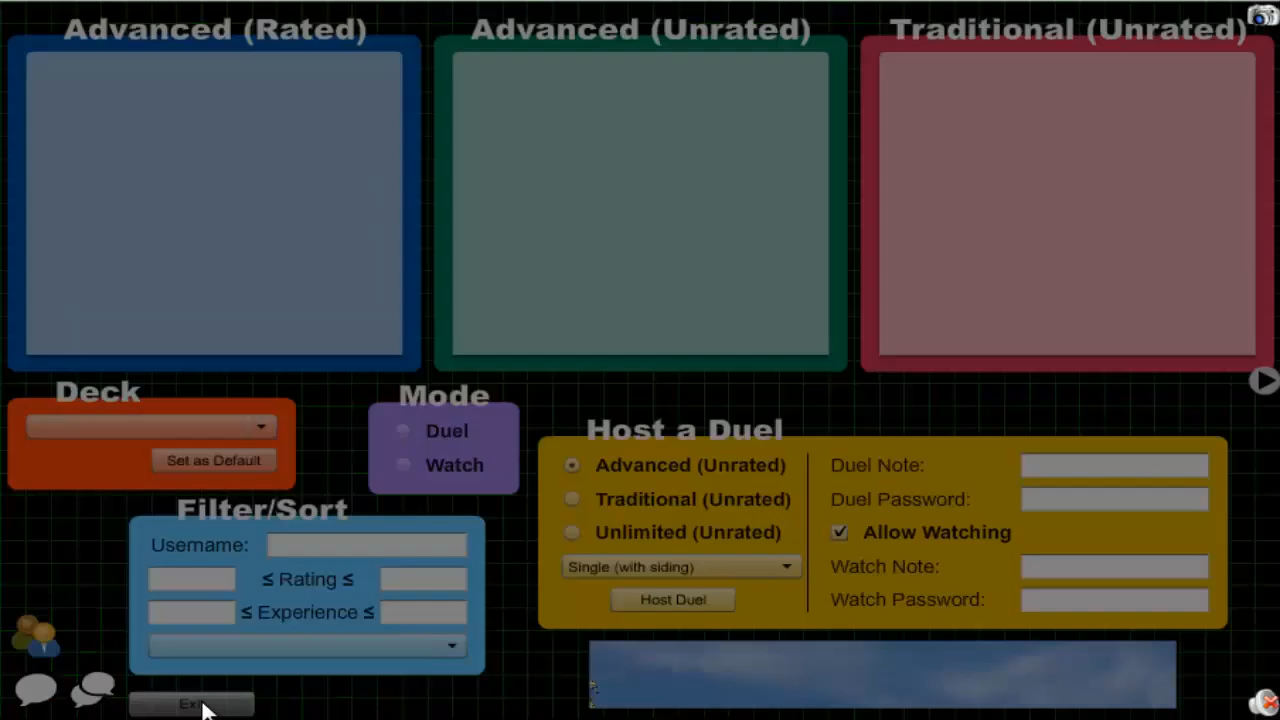 Advanced (Rated)
Advanced (Unrated)
Traditional (Unrated)
Deck
Set as Default
Mode
Duel
Watch
Filter/Sort
Username:
≤ Rating ≤
≤ Experience ≤
Host a Duel
Advanced (Unrated)
Traditional (Unrated)
Unlimited (Unrated)
Single (with siding)
Host Duel
Duel Note:
Duel Password:
Allow Watching
Watch Note:
Watch Password: